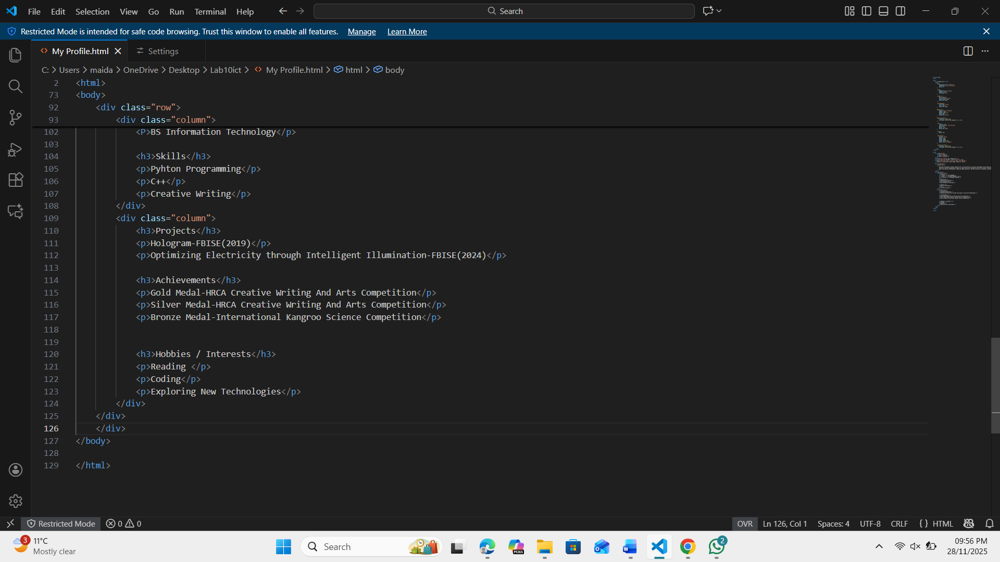 File Edit Selection View Go Run Terminal Help Search
Restricted Mode is intended for safe code browsing. Trust this window to enable all features. Manage Learn More
My Profile.html Settings
C: > Users > maida > OneDrive > Desktop > Lab10ict > My Profile.html > html > body
2 <html>
73 <body>
92 <div class="row">
93 <div class="column">
102 <P>BS Information Technology</p>
103
104 <h3>Skills</h3>
105 <p>Pyhton Programming</p>
106 <p>C++</p>
107 <p>Creative Writing</p>
108 </div>
109 <div class="column">
110 <h3>Projects</h3>
111 <p>Hologram-FBISE(2019)</p>
112 <p>Optimizing Electricity through Intelligent Illumination-FBISE(2024)</p>
113
114 <h3>Achievements</h3>
115 <p>Gold Medal-HRCA Creative Writing And Arts Competition</p>
116 <p>Silver Medal-HRCA Creative Writing And Arts Competition</p>
117 <p>Bronze Medal-International Kangroo Science Competition</p>
118
119
120 <h3>Hobbies / Interests</h3>
121 <p>Reading </p>
122 <p>Coding</p>
123 <p>Exploring New Technologies</p>
124 </div>
125 </div>
126 </div>
127 </body>
128
129 </html>
Restricted Mode 0 0 OVR Ln 126, Col 1 Spaces: 4 UTF-8 CRLF {} HTML
3 11°C
Mostly clear
Search
M365
W
2
09:56 PM
28/11/2025